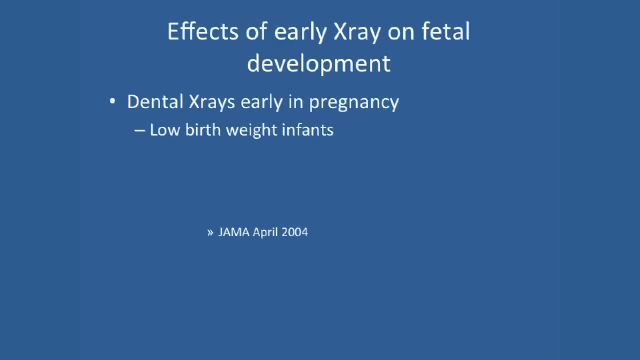 Effects of early Xray on fetal
development
• Dental Xrays early in pregnancy
– Low birth weight infants
» JAMA April 2004